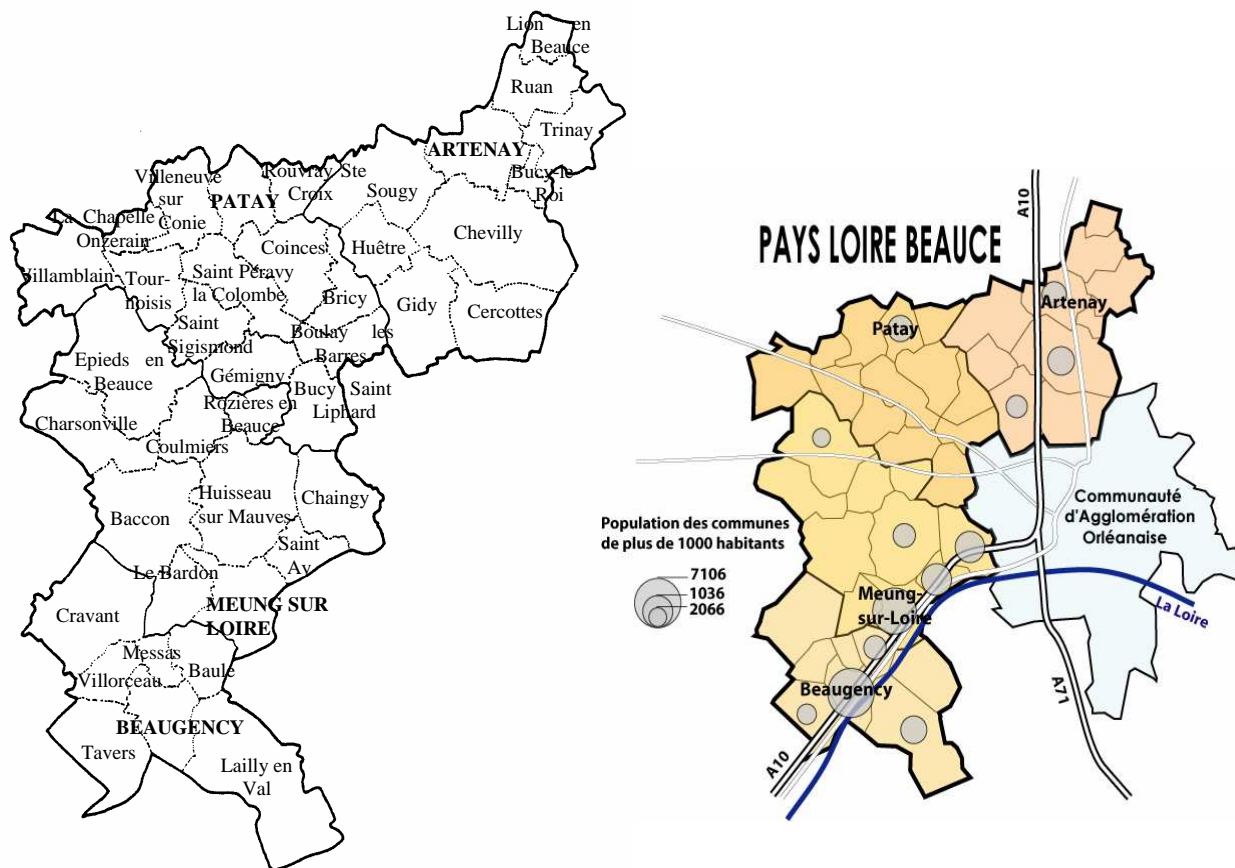 Lion en
Beauce
Ruan
Trinay
ARTENAY
Bucy-le
Roi
Rouvray Ste
Croix
Sougy
Villeneuve
sur
Conie
PATAY
La Chapelle
Onzerain
Coinces
Huêtre
Chevilly
Villamblain
Tour-
noisis
Saint Péravy
la Colombe
Bricy
Gidy
Cercottes
Saint
Sigismond
Boulay les
Barres
Epieds en
Beauce
Gémigny
Bucy Saint
Liphard
Rozières en
Beauce
Charsonville
Coulmiers
Huisseau
sur Mauves
Chaingy
Baccon
Saint
Ay
Le Bardon
MEUNG SUR
LOIRE
Cravant
Messas
Villorceau
Baule
BEAUGENCY
Tavers
Lailly en
Val
PAYS LOIRE BEAUCE
A10
Artenay
Patay
Communauté
d'Agglomération
Orléanaise
Population des communes
de plus de 1000 habitants
7106
1036
2066
Meung-
sur-Loire
La Loire
Beaugency
A71
A10